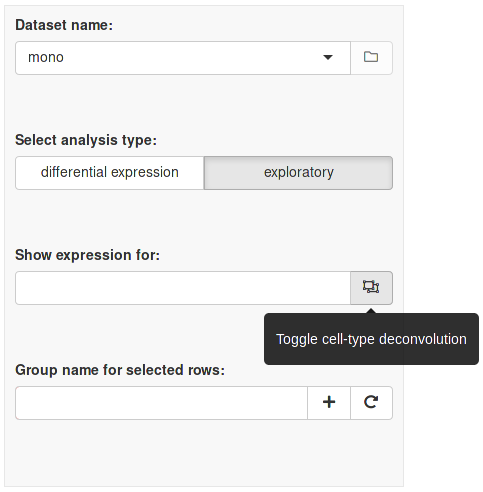 Dataset name:
mono
Select analysis type:
differential expression
exploratory
Show expression for:
Toggle cell-type deconvolution
Group name for selected rows: